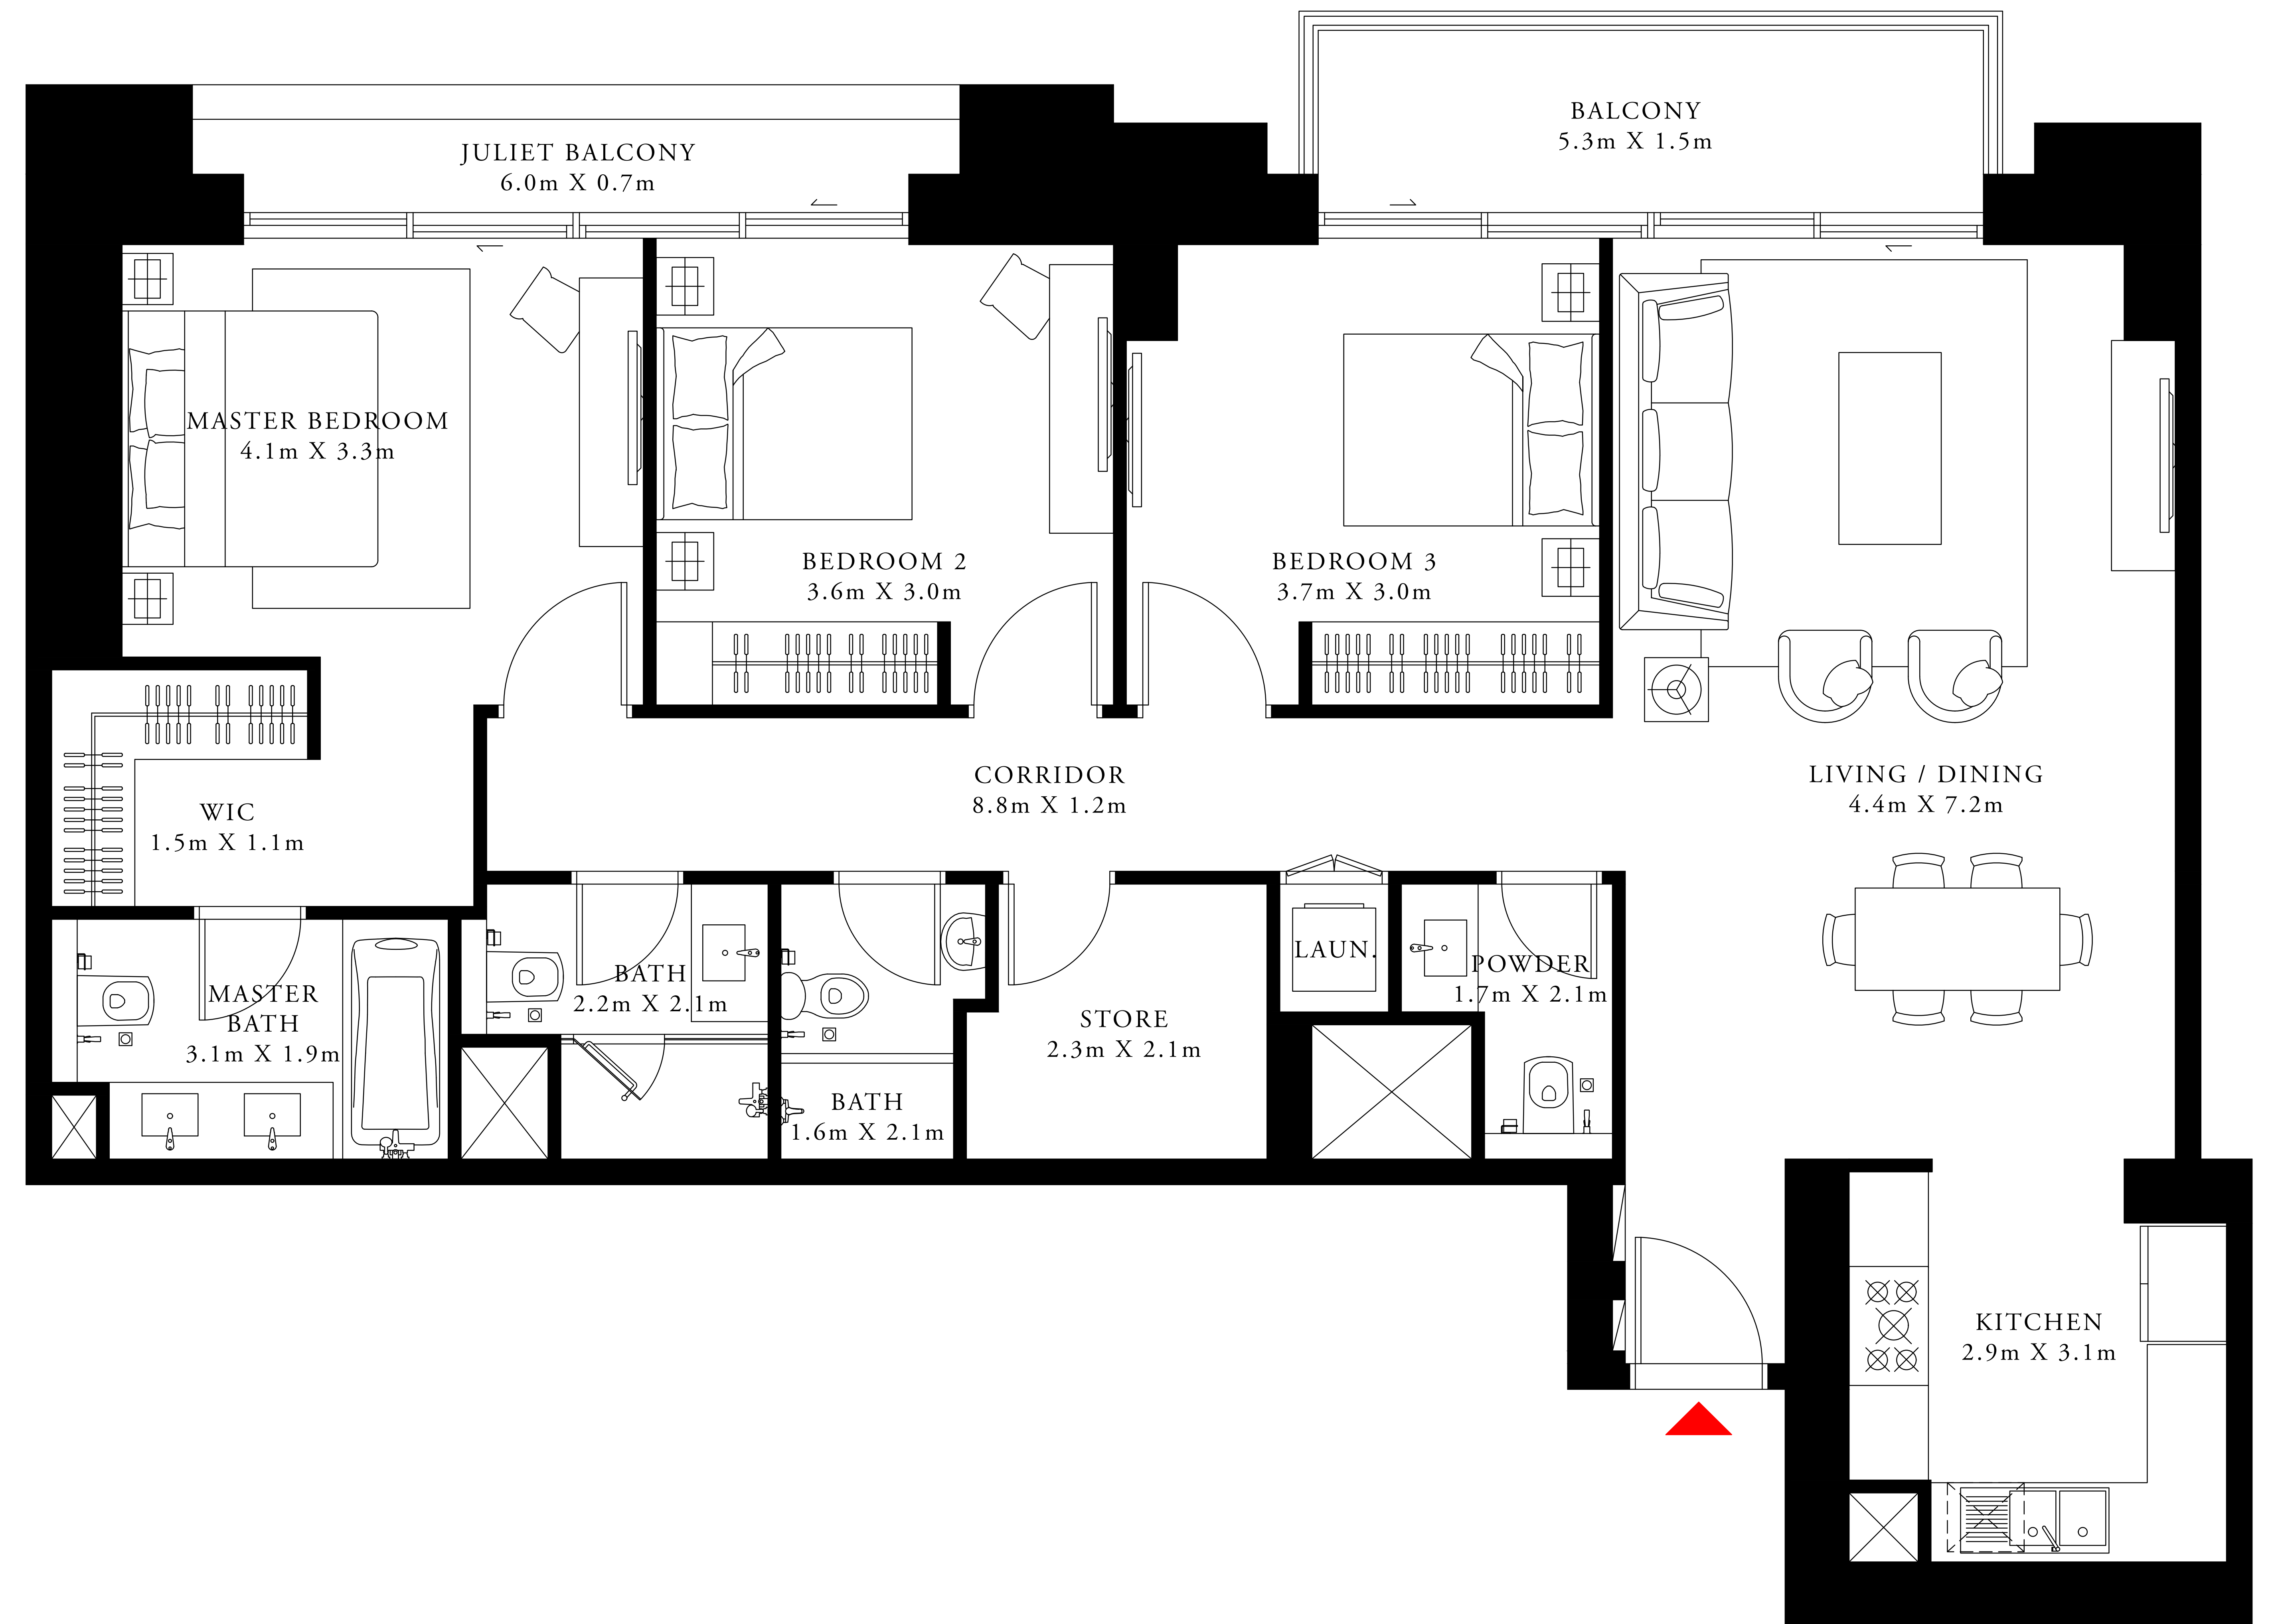 BALCONY
5.3m X 1.5m
JULIET BALCONY
6.0m X 0.7m
MASTER BEDROOM
4.1m X 3.3m
BEDROOM 2
3.6m X 3.0m
BEDROOM 3
3.7m X 3.0m
CORRIDOR
8.8m X 1.2m
LIVING / DINING
4.4m X 7.2m
WIC
1.5m X 1.1m
MASTER
BATH
3.1m X 1.9m
BATH
2.2m X 2.1m
BATH
1.6m X 2.1m
STORE
2.3m X 2.1m
LAUN.
POWDER
1.7m X 2.1m
KITCHEN
2.9m X 3.1m